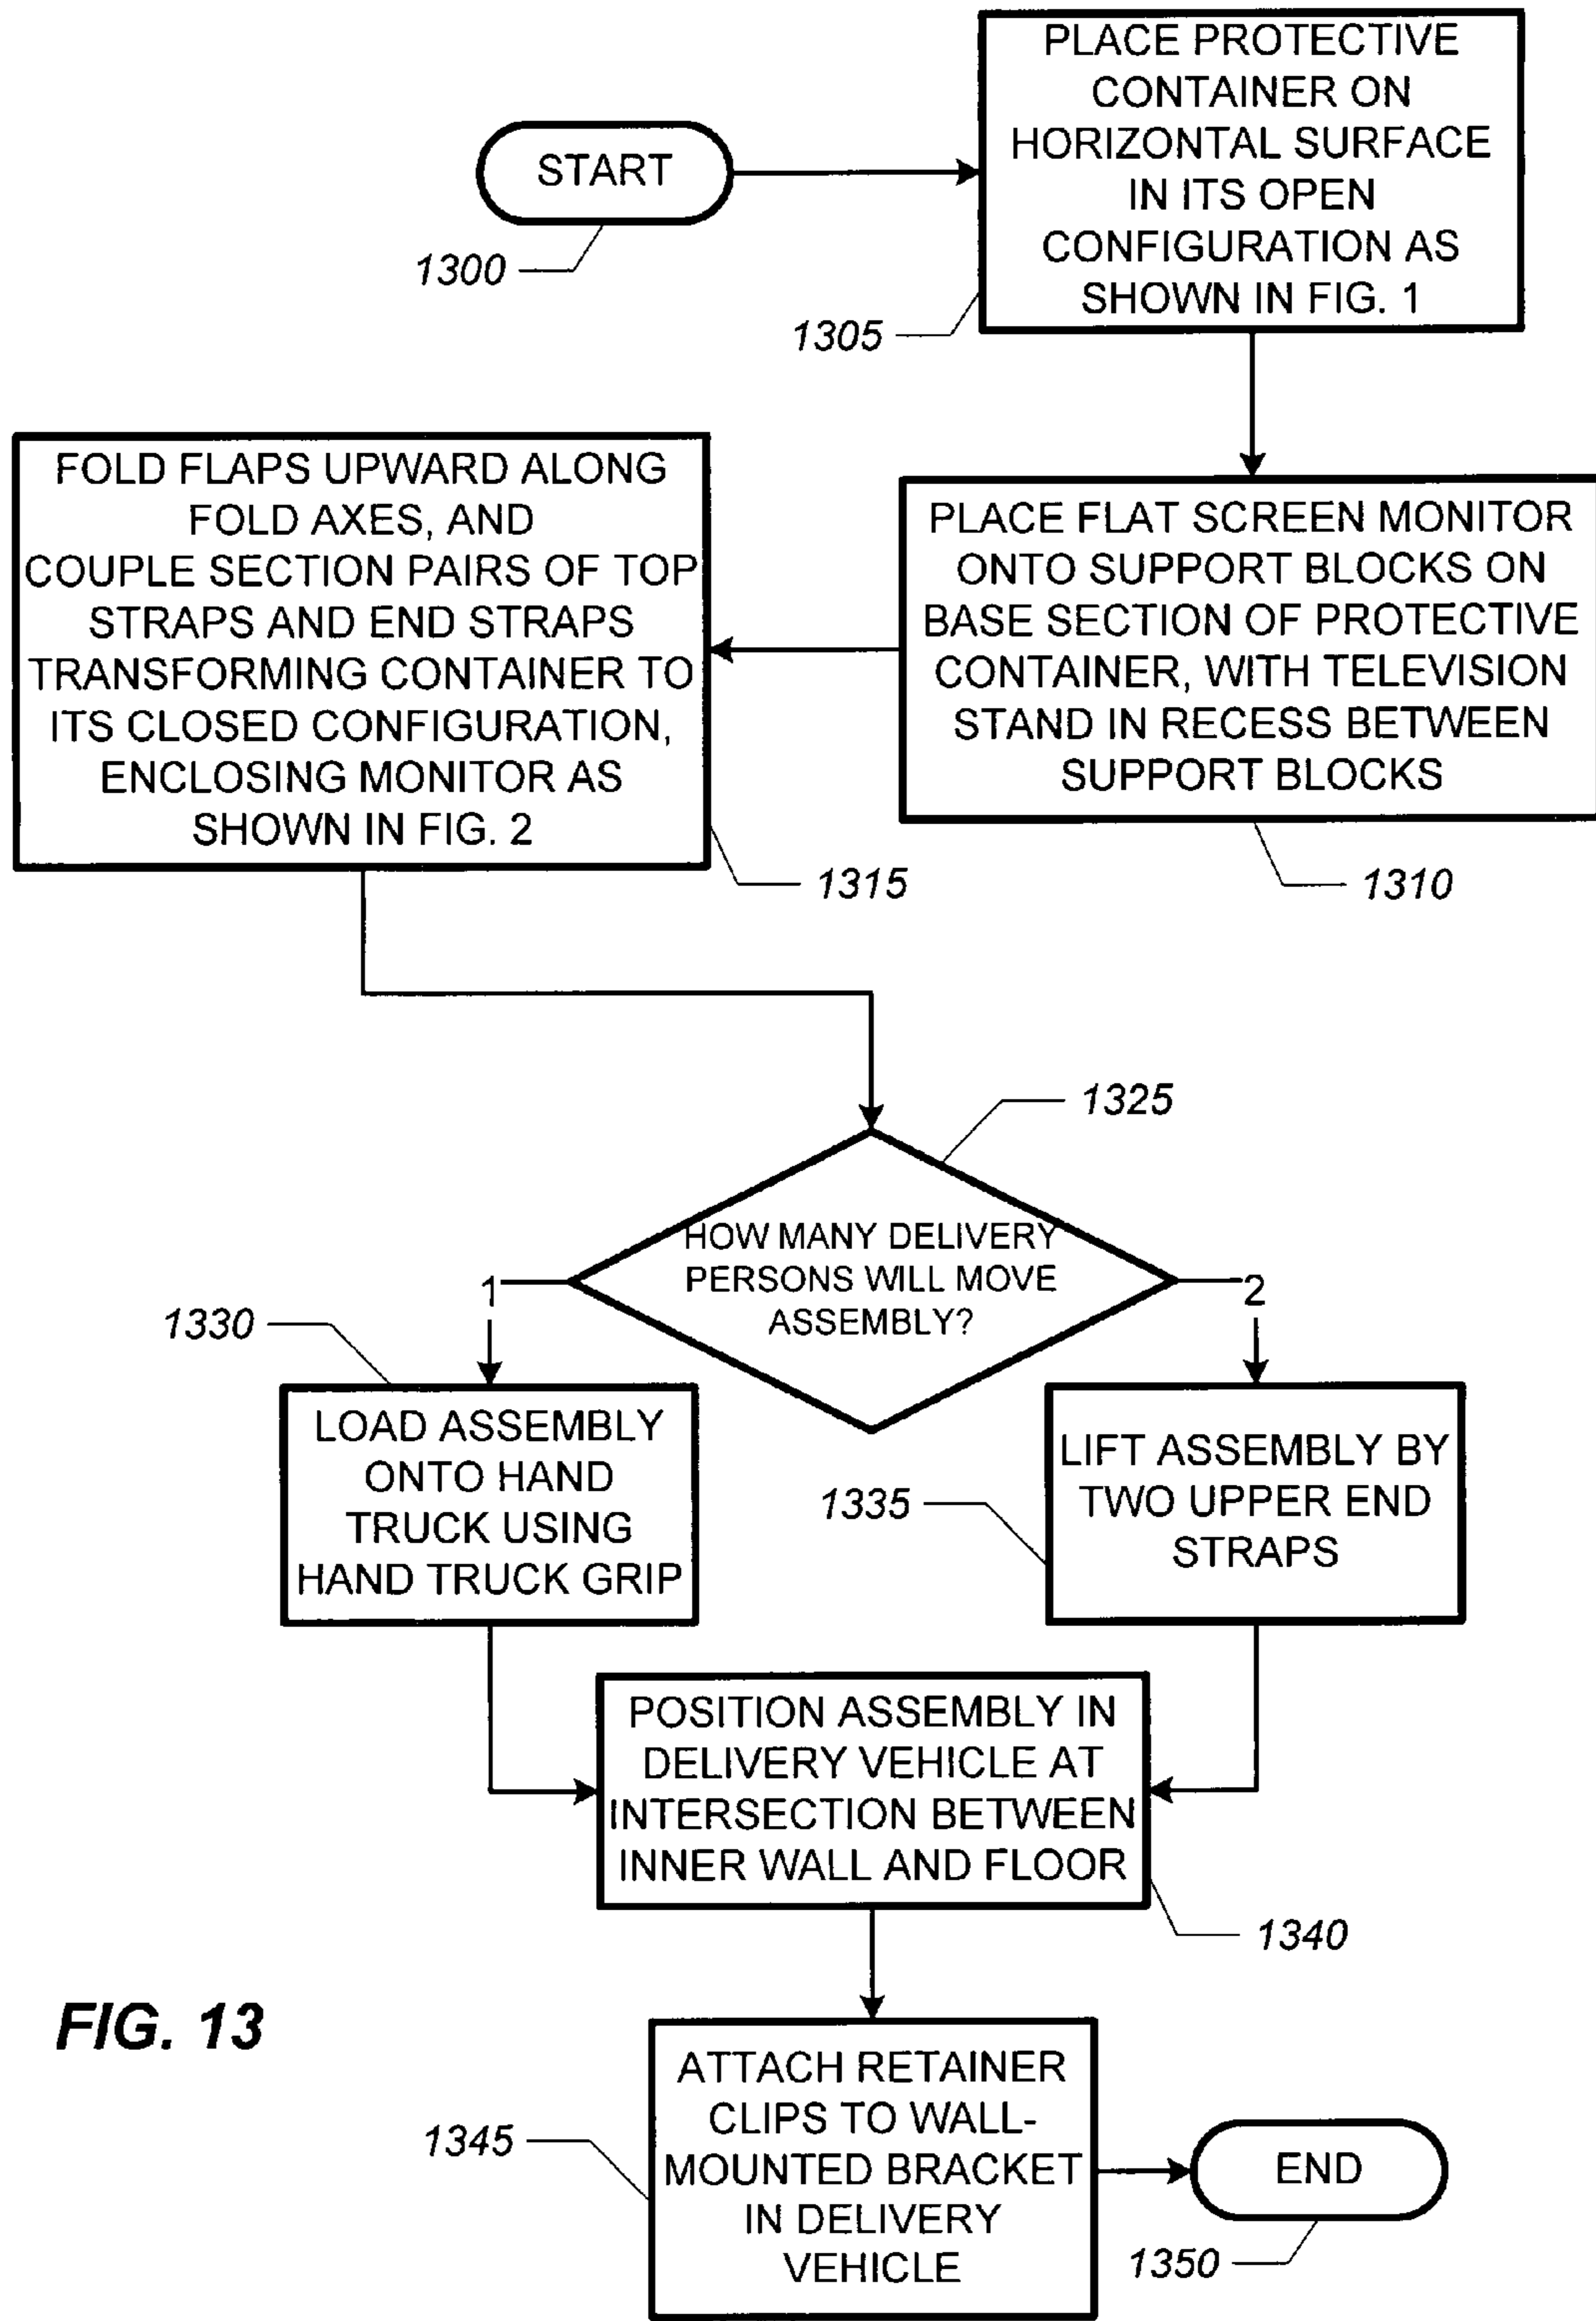 START
1300
PLACE PROTECTIVE
CONTAINER ON
HORIZONTAL SURFACE
IN ITS OPEN
CONFIGURATION AS
SHOWN IN FIG. 1
1305
PLACE FLAT SCREEN MONITOR
ONTO SUPPORT BLOCKS ON
BASE SECTION OF PROTECTIVE
CONTAINER, WITH TELEVISION
STAND IN RECESS BETWEEN
SUPPORT BLOCKS
1310
FOLD FLAPS UPWARD ALONG
FOLD AXES, AND
COUPLE SECTION PAIRS OF TOP
STRAPS AND END STRAPS
TRANSFORMING CONTAINER TO
ITS CLOSED CONFIGURATION,
ENCLOSING MONITOR AS
SHOWN IN FIG. 2
1315
1325
HOW MANY DELIVERY
PERSONS WILL MOVE
ASSEMBLY?
1
2
1330
LOAD ASSEMBLY
ONTO HAND
TRUCK USING
HAND TRUCK GRIP
1335
LIFT ASSEMBLY BY
TWO UPPER END
STRAPS
POSITION ASSEMBLY IN
DELIVERY VEHICLE AT
INTERSECTION BETWEEN
INNER WALL AND FLOOR
1340
FIG. 13
ATTACH RETAINER
CLIPS TO WALL-
MOUNTED BRACKET
IN DELIVERY
VEHICLE
1345
END
1350